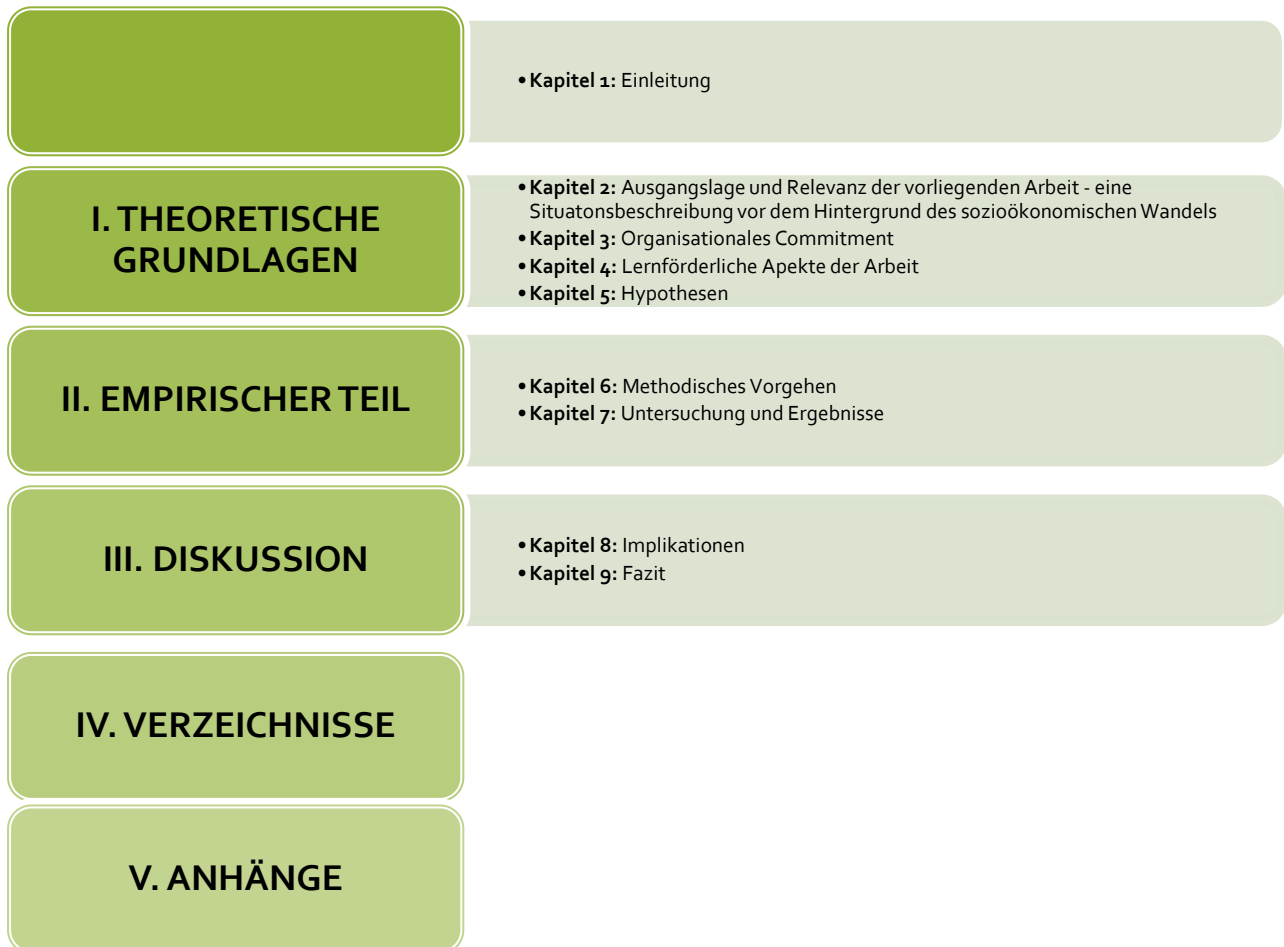 •Kapitel 1: Einleitung
I. THEORETISCHE
GRUNDLAGEN
•Kapitel 2: Ausgangslage und Relevanz der vorliegenden Arbeit - eine
Situatonsbeschreibung vor dem Hintergrund des sozioökonomischen Wandels
•Kapitel 3: Organisationales Commitment
•Kapitel 4: Lernförderliche Apekte der Arbeit
•Kapitel 5: Hypothesen
II. EMPIRISCHER TEIL
•Kapitel 6: Methodisches Vorgehen
•Kapitel 7: Untersuchung und Ergebnisse
III. DISKUSSION
•Kapitel 8: Implikationen
•Kapitel 9: Fazit
IV. VERZEICHNISSE
V. ANHÄNGE